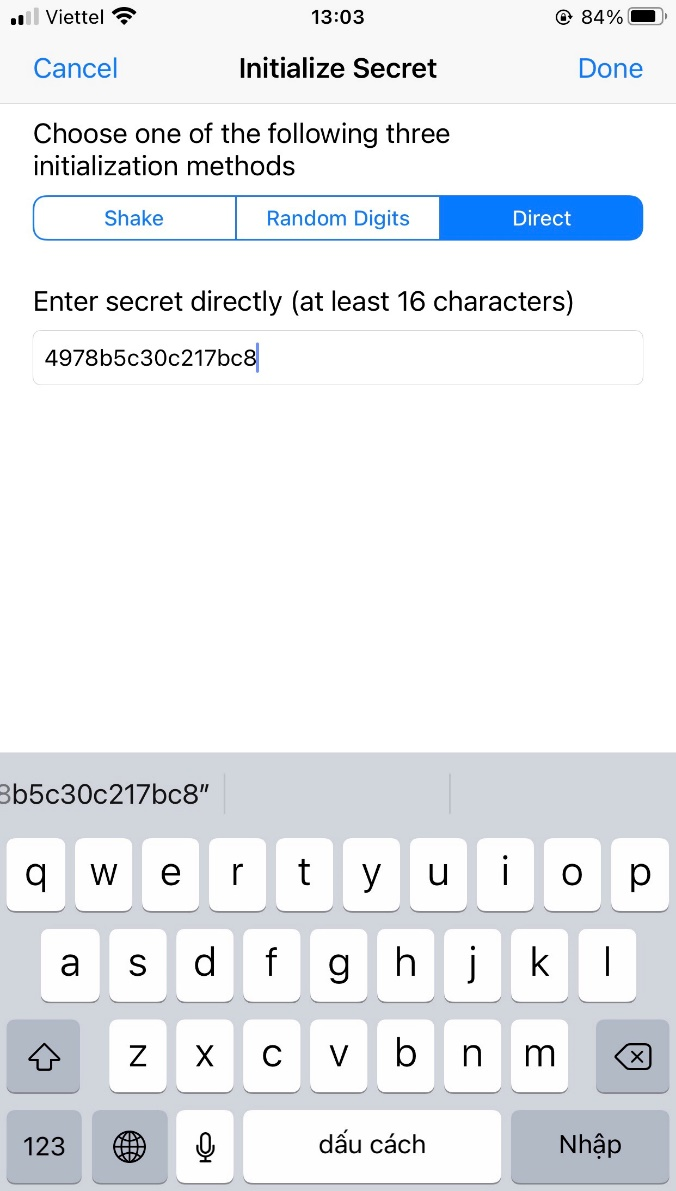 Viettel 13:03 84%
Cancel Initialize Secret Done
Choose one of the following three
initialization methods
Shake Random Digits Direct
Enter secret directly (at least 16 characters)
4978b5c30c217bc8
8b5c30c217bc8”
q w e r t y u i o p
a s d f g h j k l
z x c v b n m
123 dấu cách Nhập